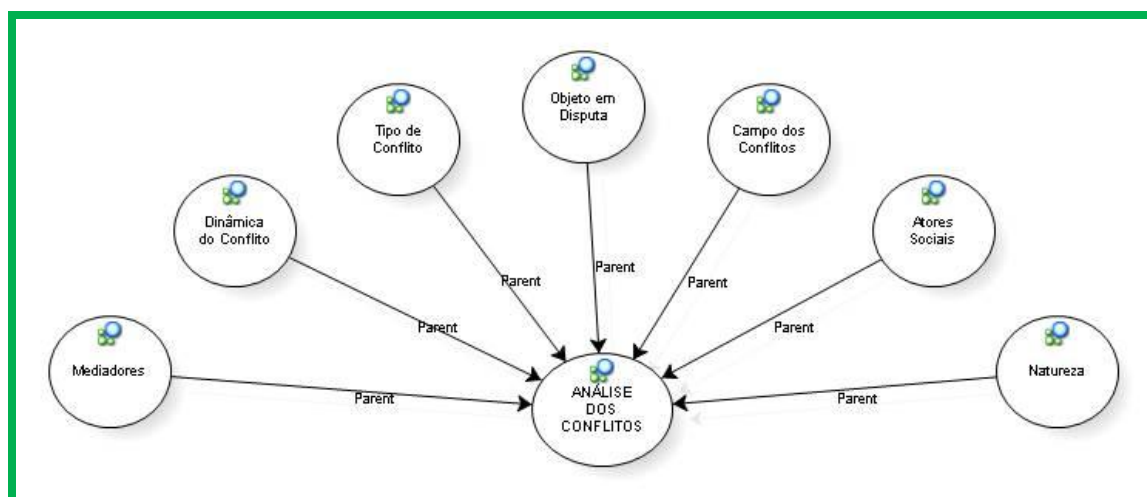 Objeto em
Disputa
Tipo de
Conflito
Campo dos
Conflitos
Dinâmica
do Conflito
Atores
Sociais
Parent
Parent
Parent
Parent
Parent
Mediadores
Natureza
Parent
Parent
ANÁLISE
DOS
CONFLITOS